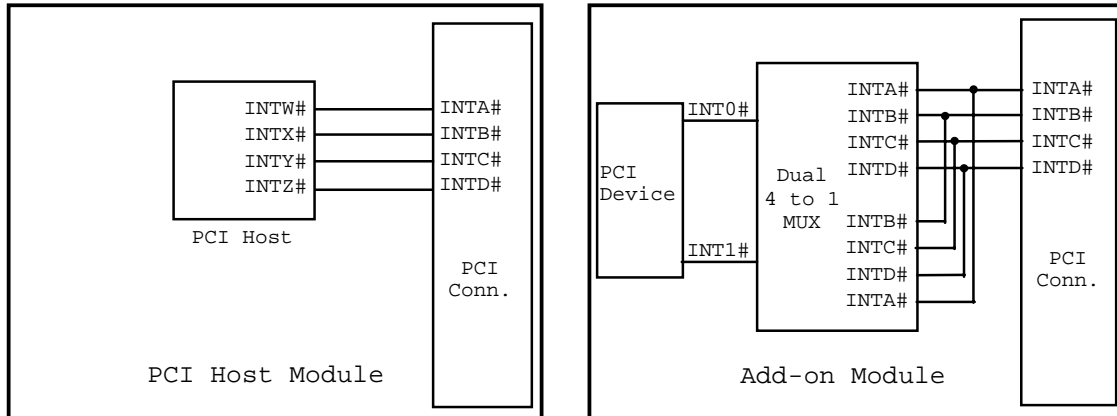 INTW#
INTX#
INTY#
INTZ#
PCI Host
INTA#
INTB#
INTC#
INTD#
PCI
Conn.
PCI Host Module
PCI
Device
INT0#
INT1#
Dual
4 to 1
MUX
INTA#
INTB#
INTC#
INTD#
INTB#
INTC#
INTD#
INTA#
INTA#
INTB#
INTC#
INTD#
PCI
Conn.
Add-on Module